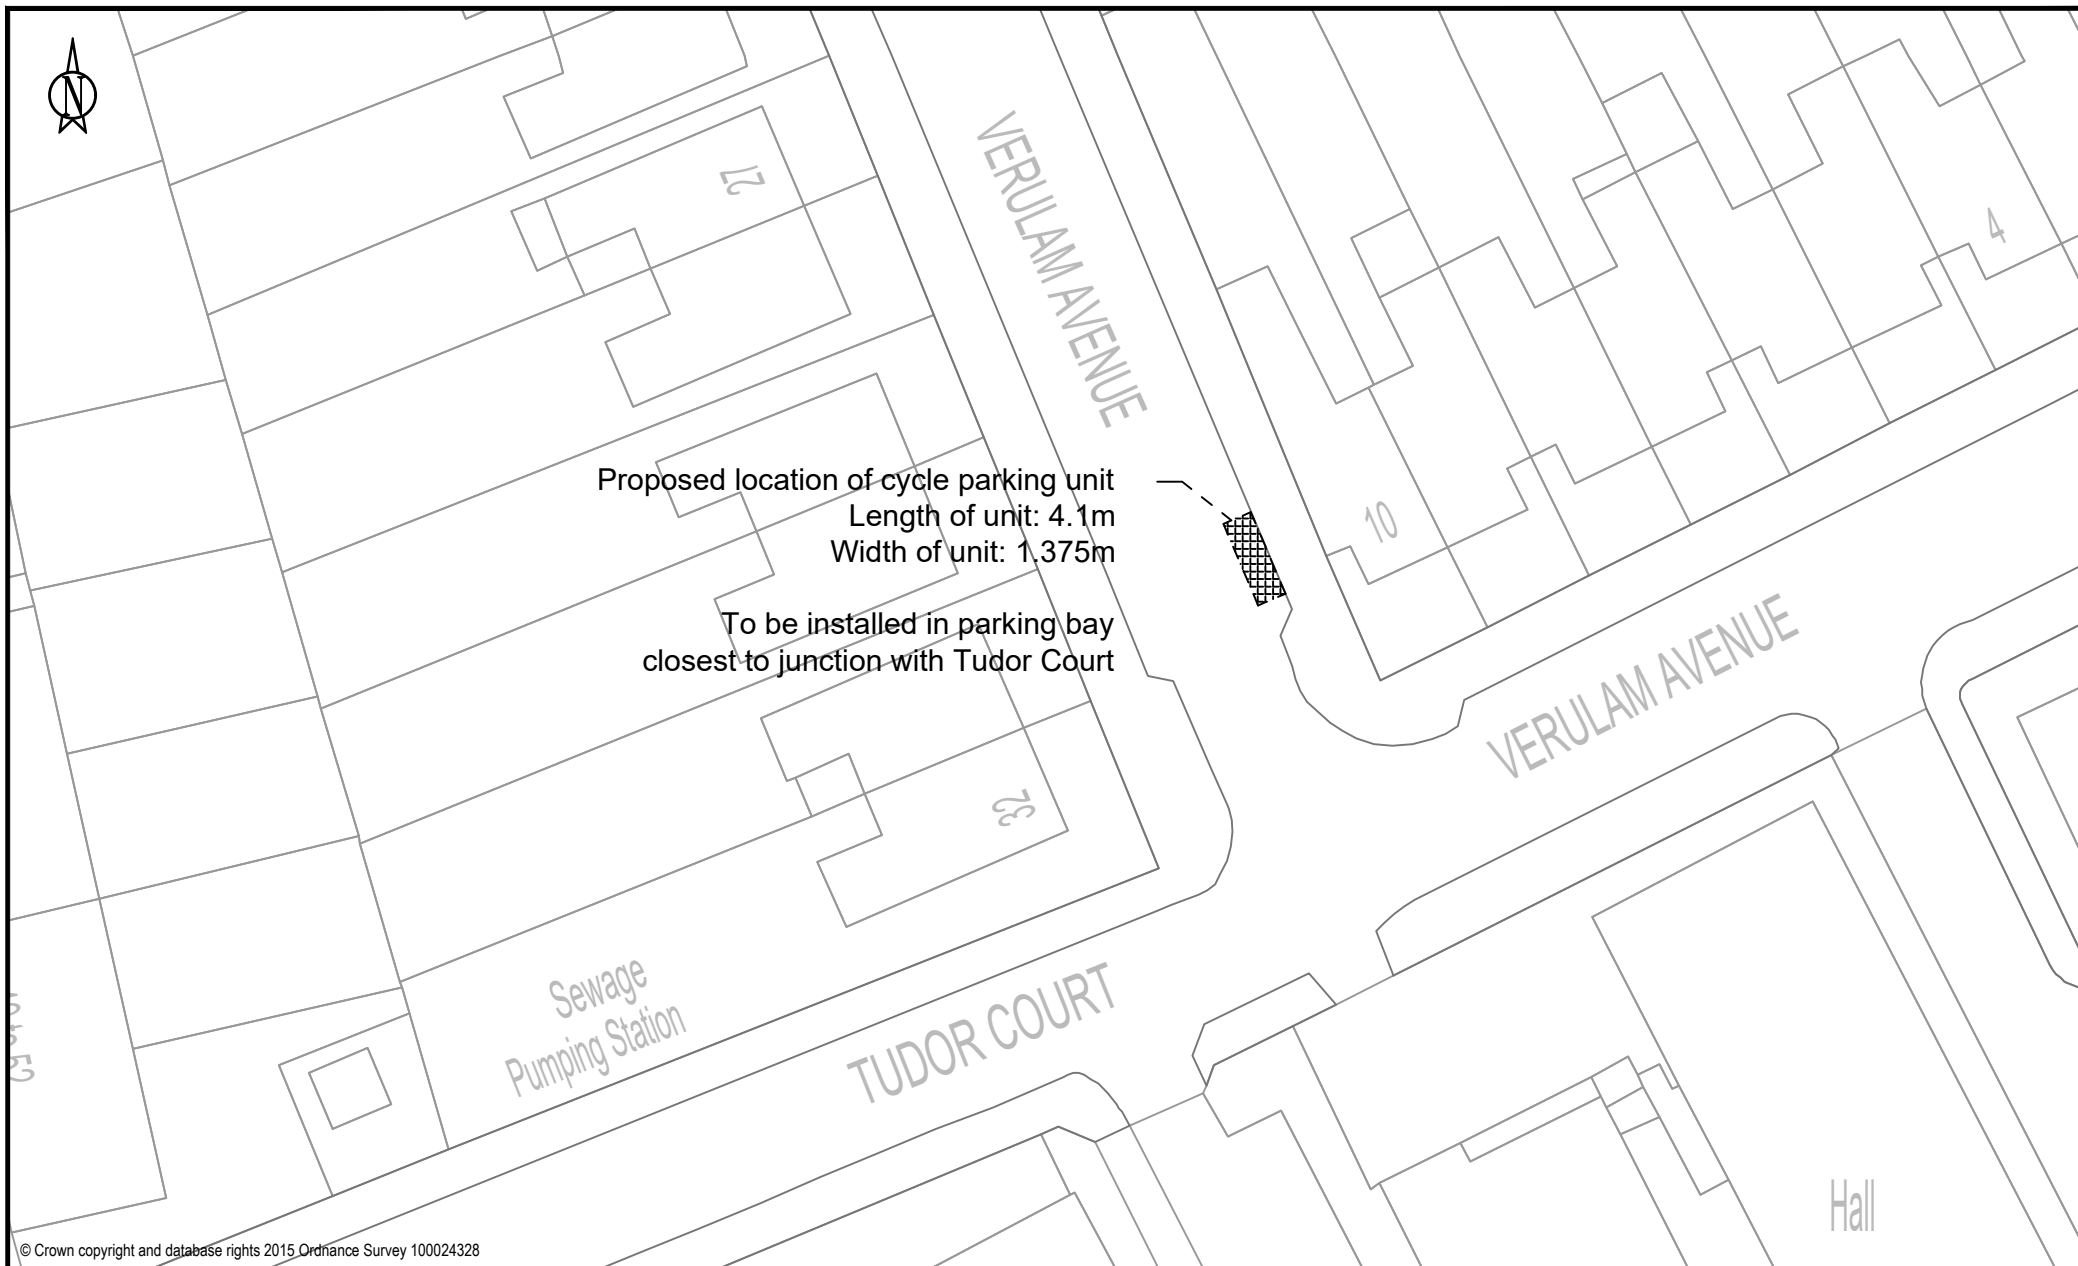 N
27
VERULAM AVENUE
4
Proposed location of cycle parking unit
Length of unit: 4.1m
Width of unit: 1.375m
10
To be installed in parking bay
closest to junction with Tudor Court
VERULAM AVENUE
33
Sewage
Pumping Station
TUDOR COURT
Hall
© Crown copyright and database rights 2015 Ordnance Survey 100024328